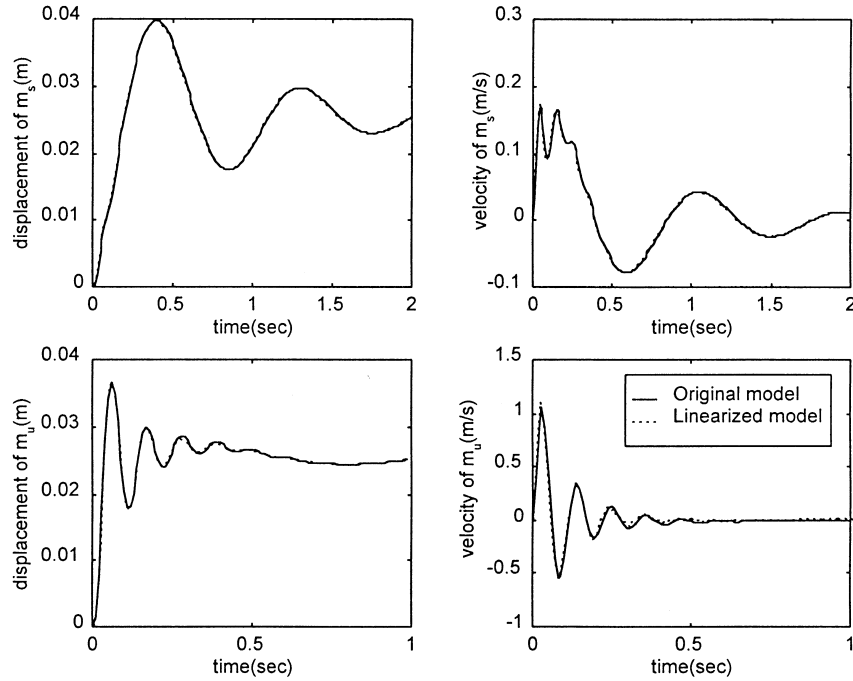 0.04
0.03
0.02
0.01
0
0 0.5 1 1.5 2
displacement of m_s(m)
time(sec)
0.3
0.2
0.1
0
-0.1
0 0.5 1 1.5 2
velocity of m_s(m/s)
time(sec)
0.04
0.03
0.02
0.01
0
0 0.5 1
displacement of m_u(m)
time(sec)
1.5
1
0.5
0
-0.5
-1
0 0.5 1
velocity of m_u(m/s)
time(sec)
Original model
Linearized model